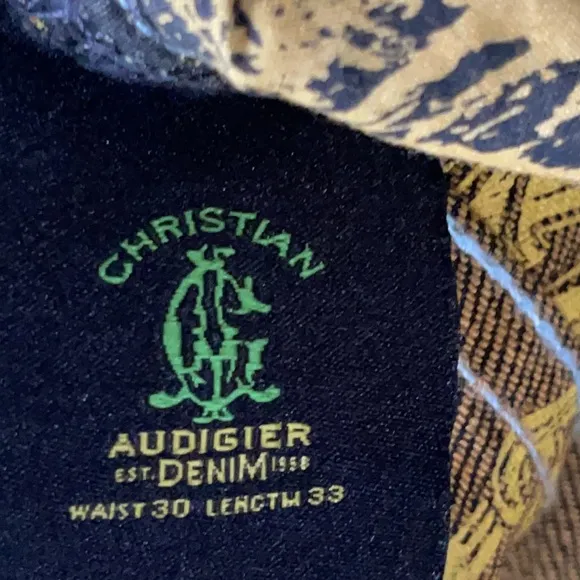 CHRISTIAN
AUDIGIER
EST. DENIM 1958
WAIST 30 LENGTH 33